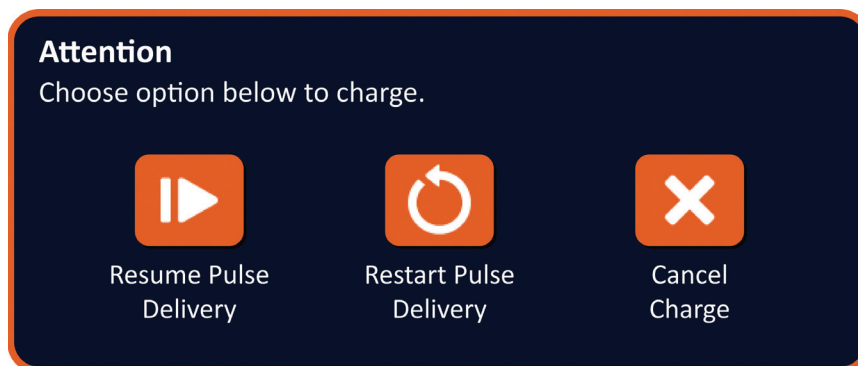 Attention
Choose option below to charge.
Resume Pulse
Delivery
Restart Pulse
Delivery
Cancel
Charge